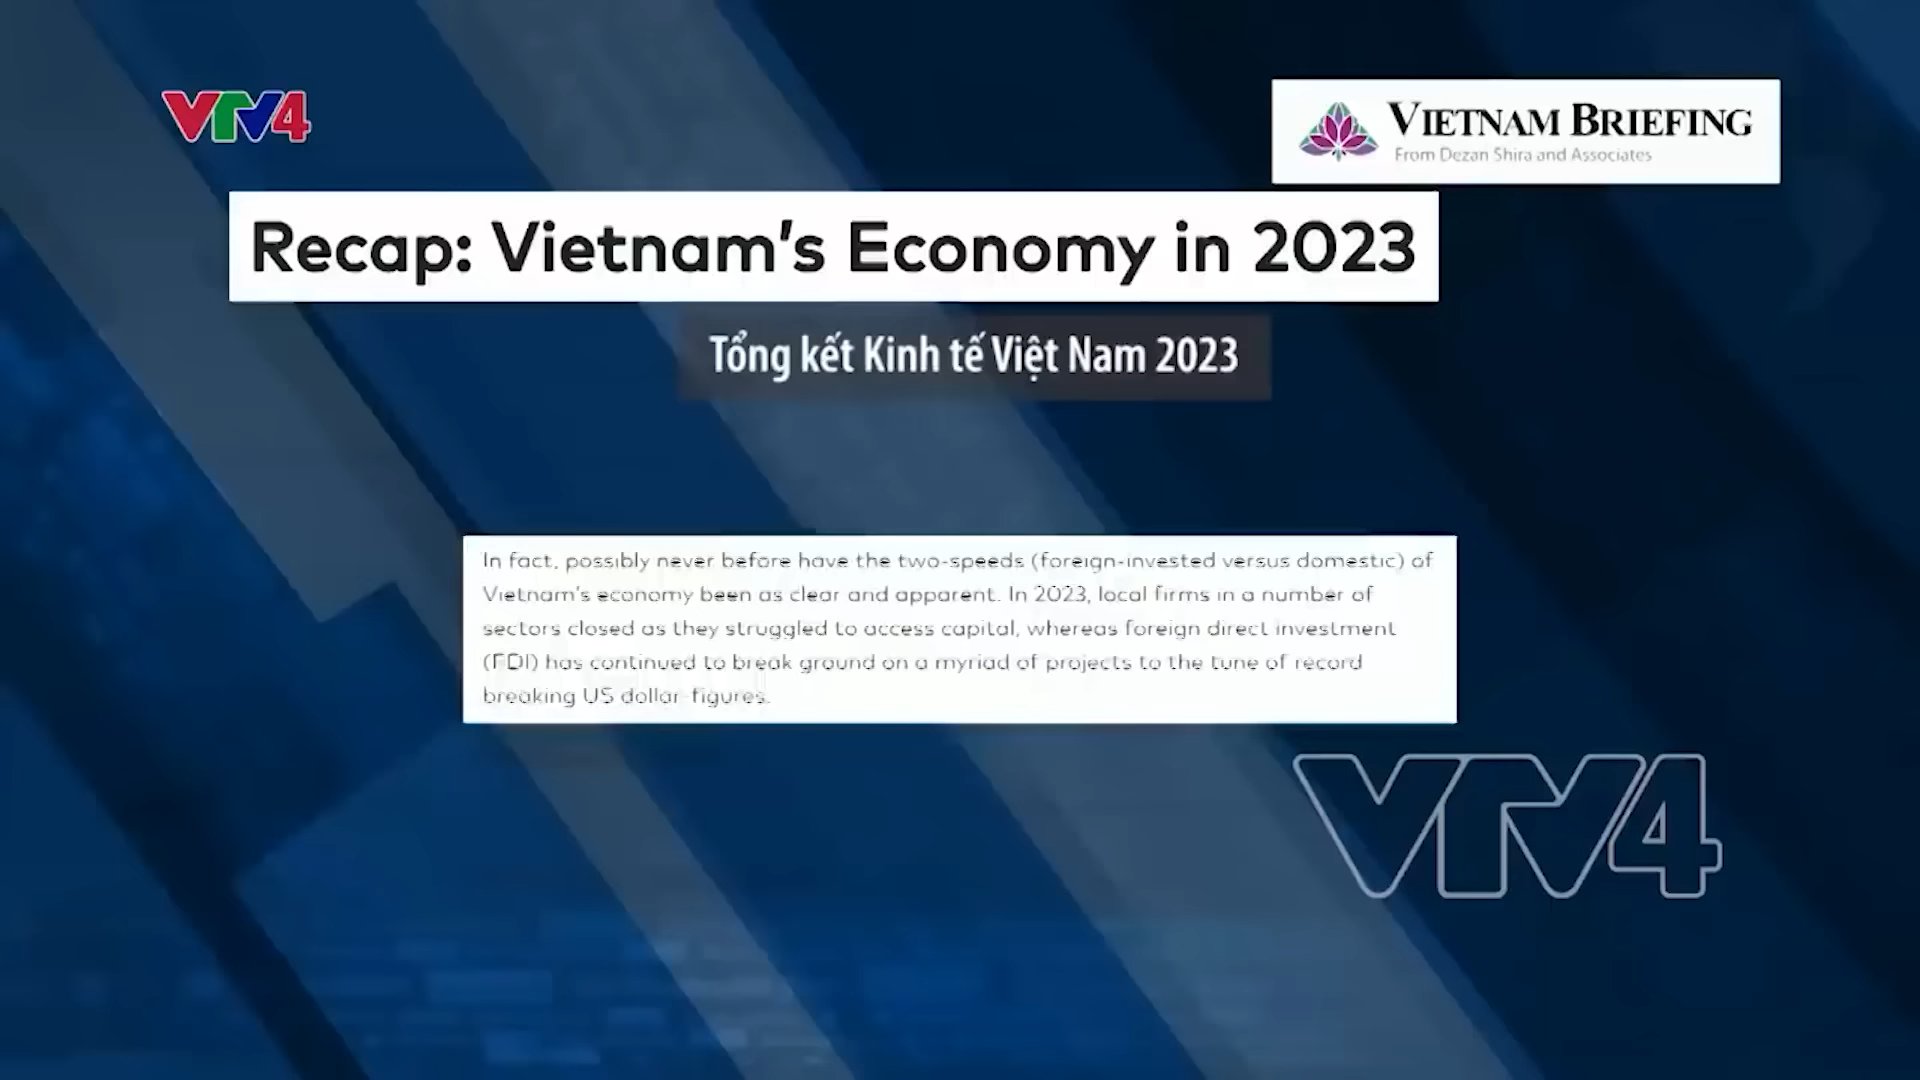 VTV4
VIETNAM BRIEFING
From Dezan Shira and Associates
Recap: Vietnam's Economy in 2023
Tổng kết Kinh tế Việt Nam 2023
In fact, possibly never before have the two-speeds (foreign-invested versus domestic) of
Vietnam's economy been as clear and apparent. In 2023, local firms in a number of
sectors closed as they struggled to access capital, whereas foreign direct investment
(FDI) has continued to break ground on a myriad of projects to the tune of record
breaking US dollar figures.
VTV4